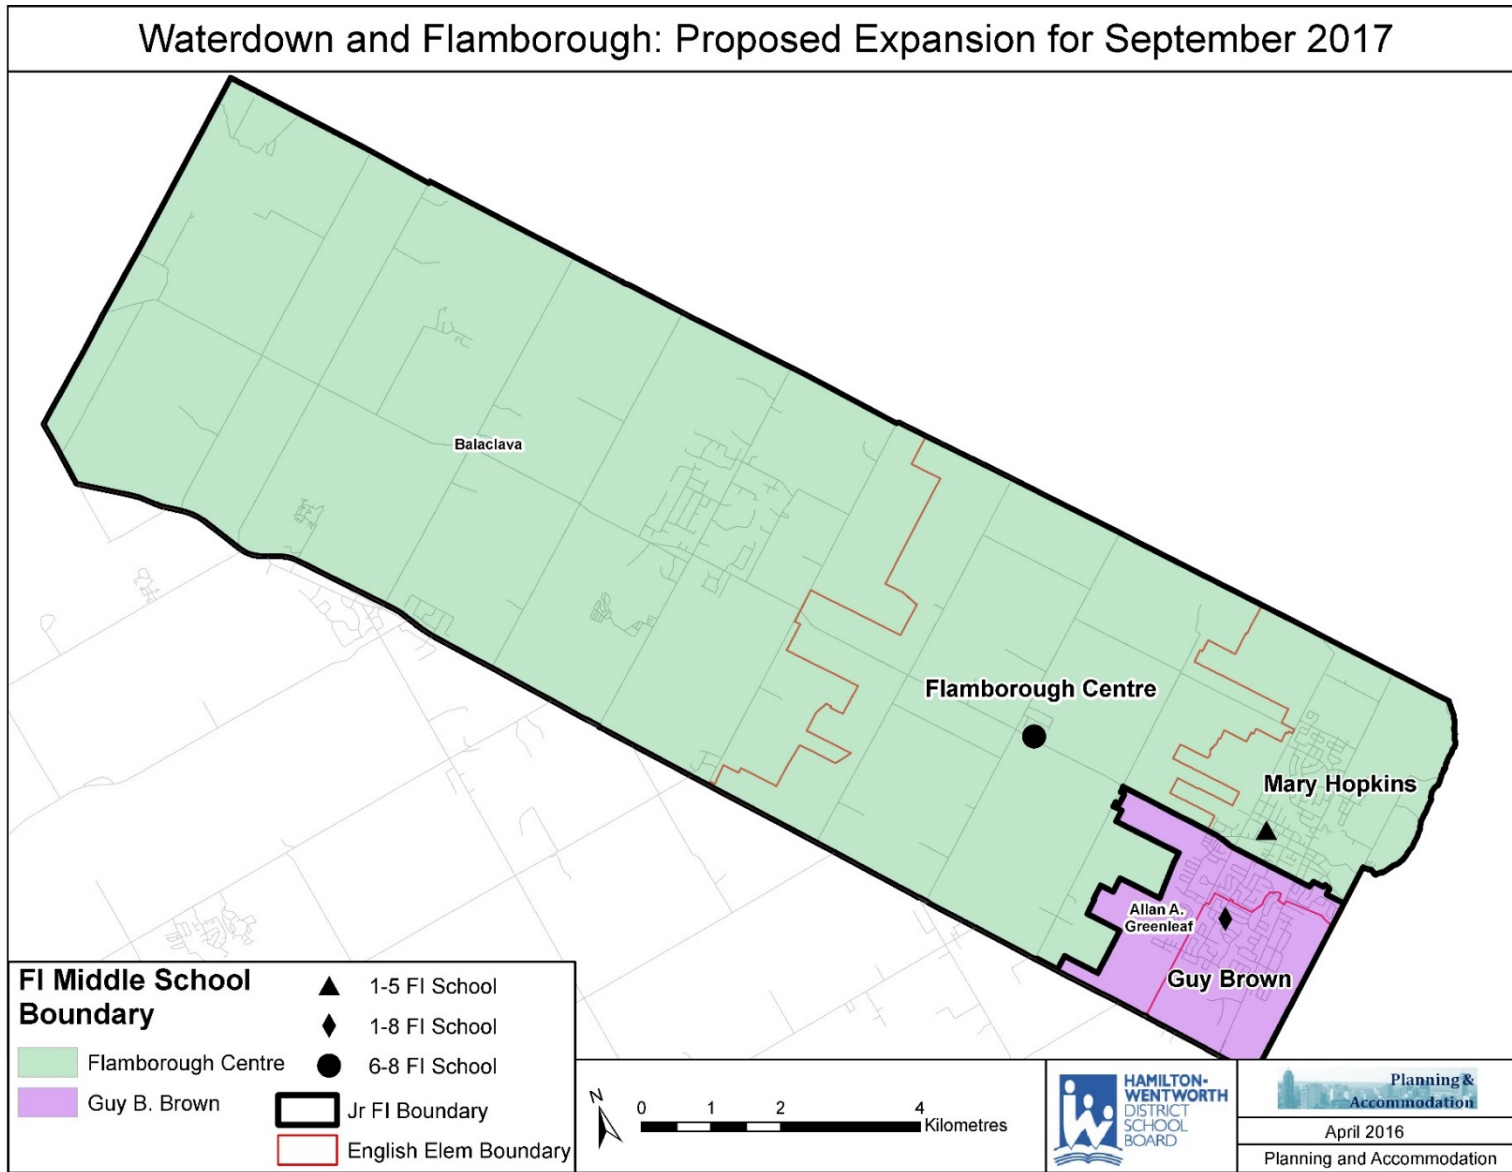 Waterdown and Flamborough: Proposed Expansion for September 2017
Balaclava
Flamborough Centre
Mary Hopkins
Allan A.
Greenleaf
Guy Brown
FI Middle School
Boundary
Flamborough Centre
Guy B. Brown
1-5 FI School
1-8 FI School
6-8 FI School
Jr FI Boundary
English Elem Boundary
N
0 1 2 4
Kilometres
HAMILTON-
WENTWORTH
DISTRICT
SCHOOL
BOARD
Planning &
Accommodation
April 2016
Planning and Accommodation